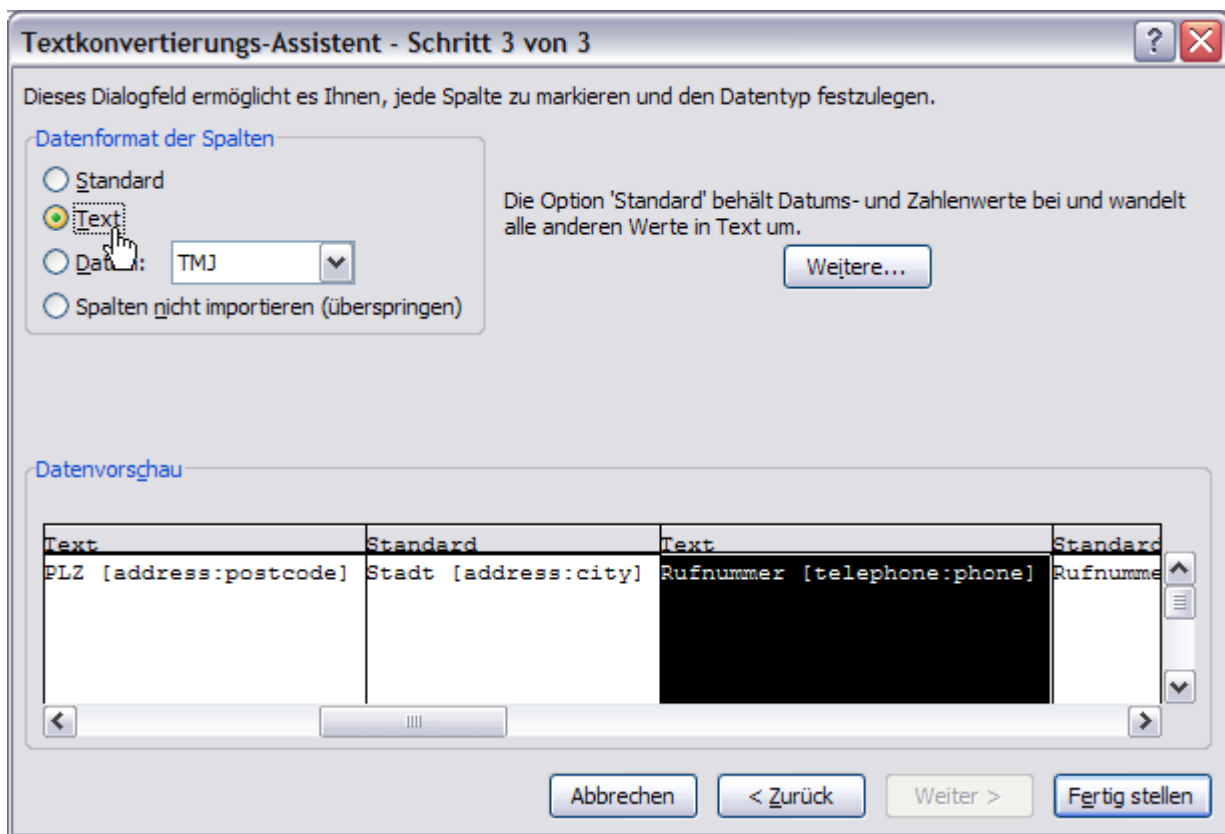 Textkonvertierungs-Assistent - Schritt 3 von 3
Dieses Dialogfeld ermöglicht es Ihnen, jede Spalte zu markieren und den Datentyp festzulegen.
Datenformat der Spalten
Standard
Text
TMJ
Spalten nicht importieren (überspringen)
Die Option 'Standard' behält Datums- und Zahlenwerte bei und wandelt
alle anderen Werte in Text um.
Weitere...
Datenvorschau
Text Standard Text Standard
PLZ [address:postcode] Stadt [address:city] Rufnummer [telephone:phone] Rufnumme
Abbrechen < Zurück Weiter > Fertig stellen